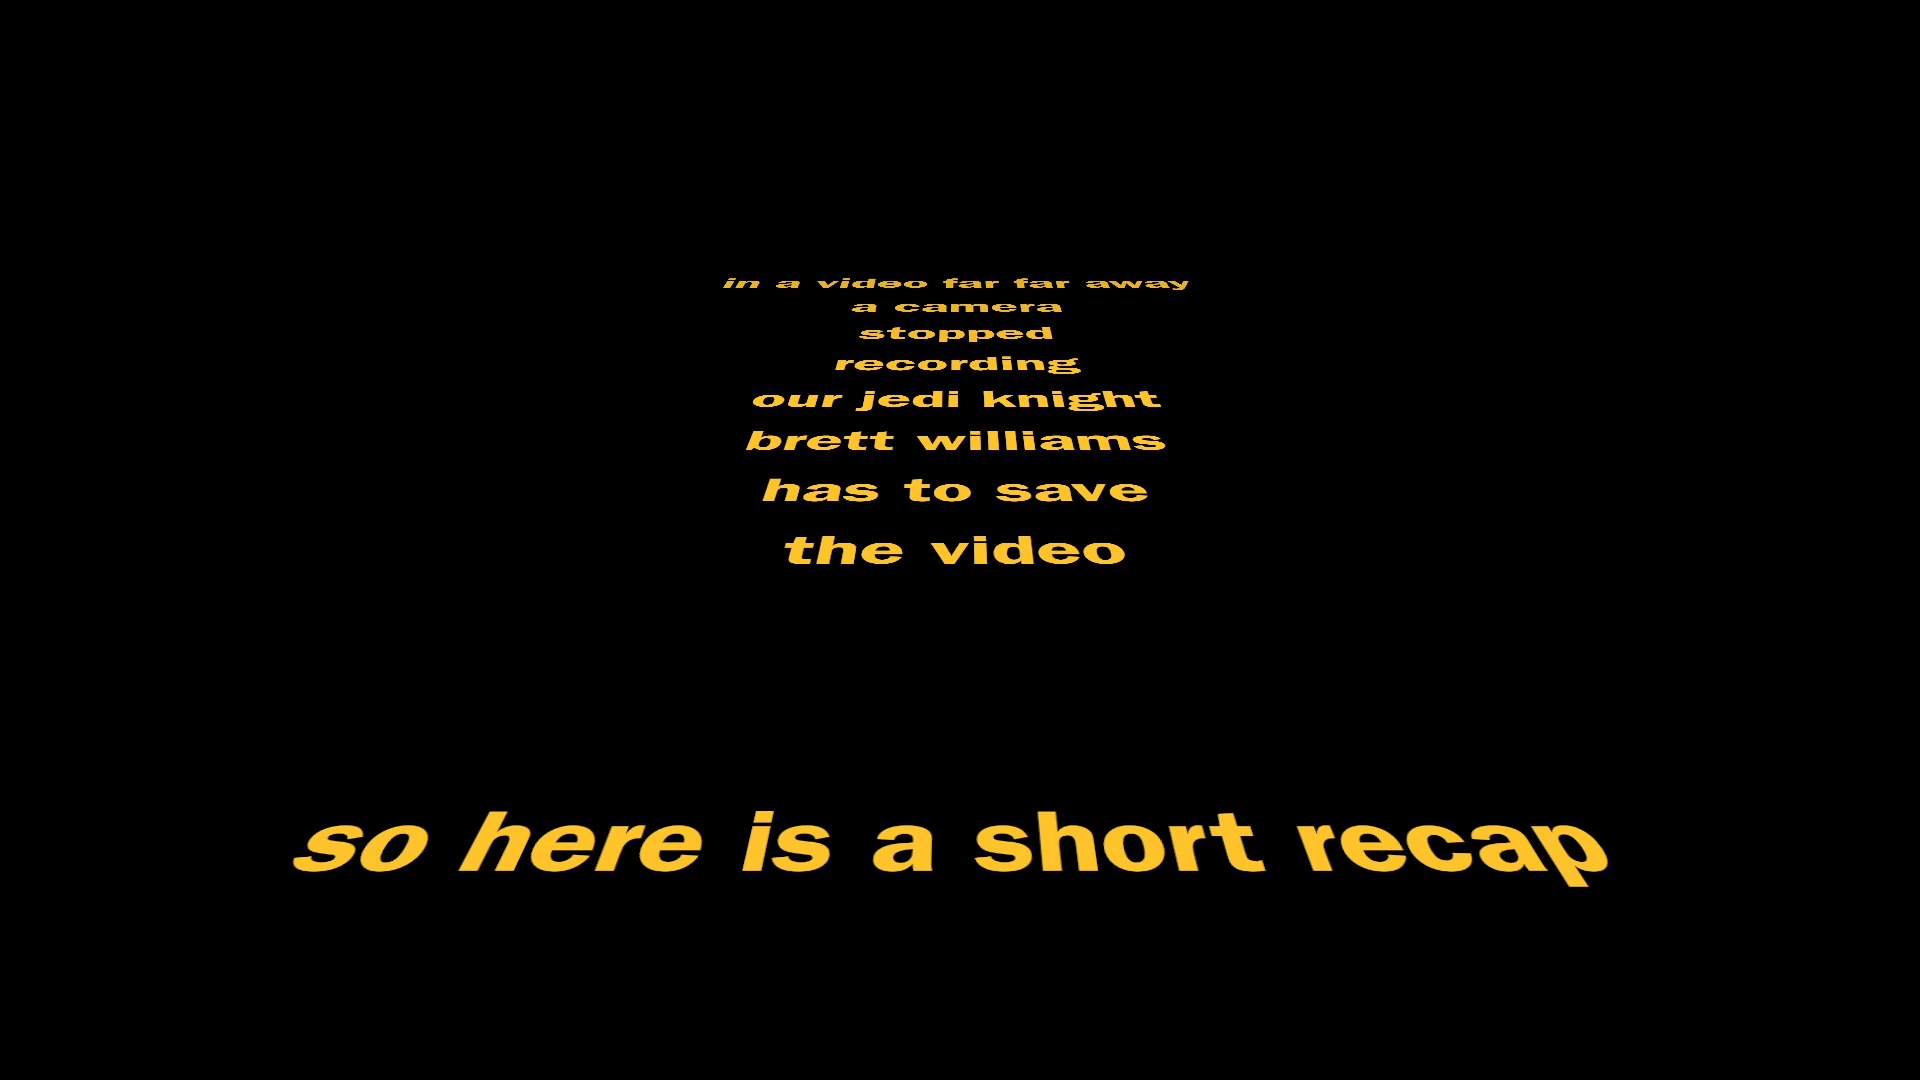 in a video far far away
a camera
stopped
recording
our jedi knight
brett williams
has to save
the video
so here is a short recap